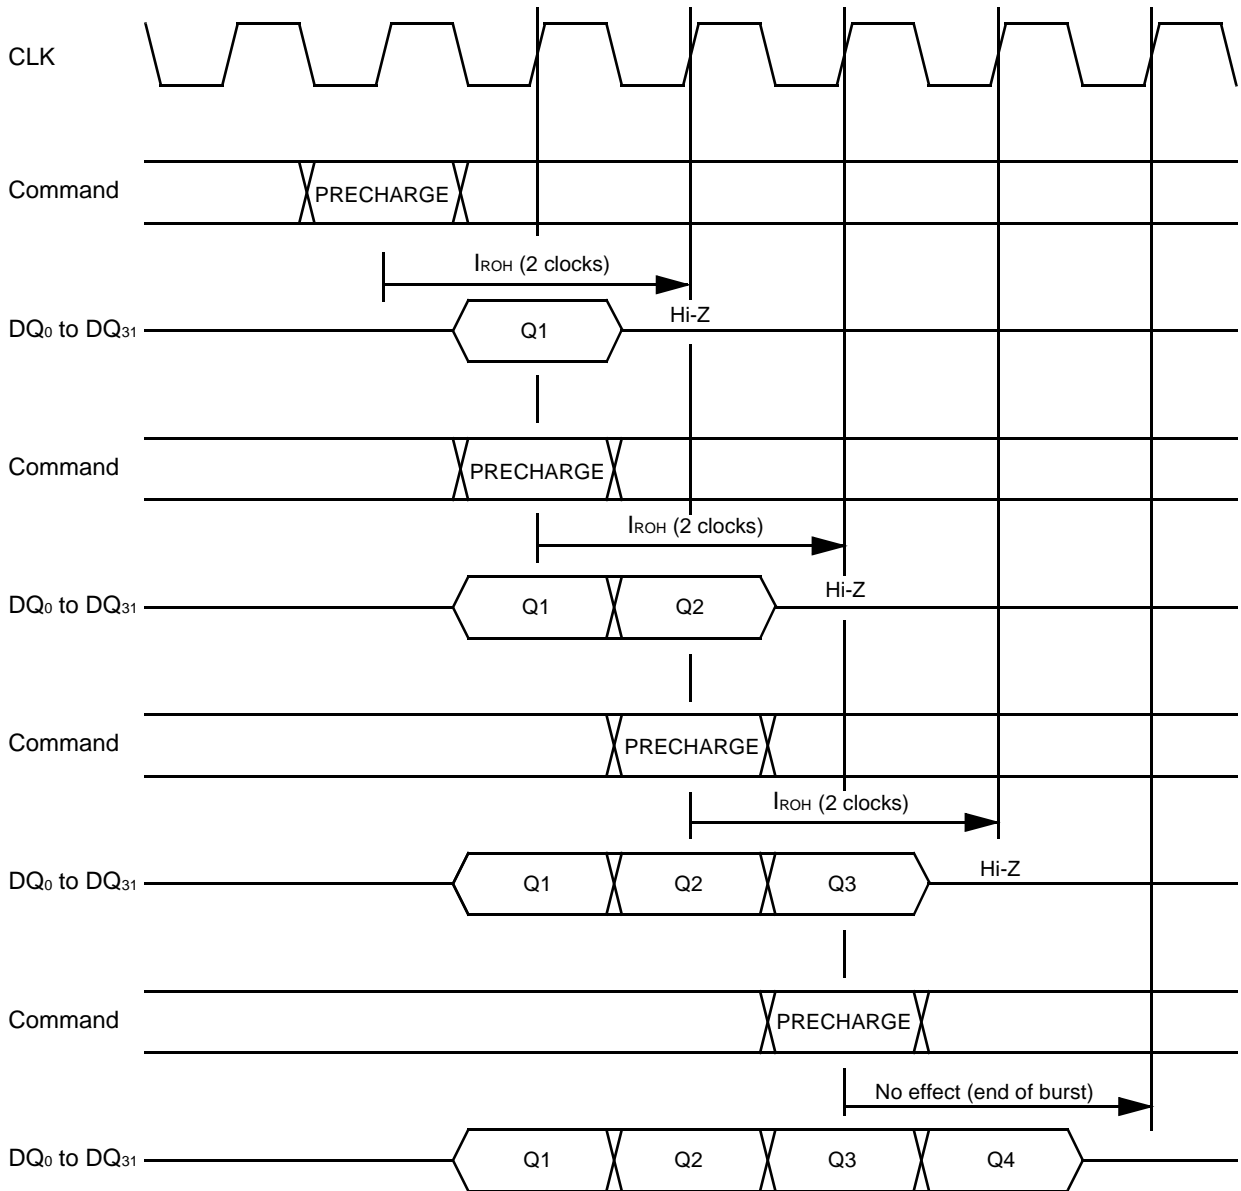 CLK
Command
PRECHARGE
IROH (2 clocks)
DQ0 to DQ31
Q1
Hi-Z
Command
PRECHARGE
IROH (2 clocks)
DQ0 to DQ31
Q1 Q2
Hi-Z
Command
PRECHARGE
IROH (2 clocks)
DQ0 to DQ31
Q1 Q2 Q3
Hi-Z
Command
PRECHARGE
No effect (end of burst)
DQ0 to DQ31
Q1 Q2 Q3 Q4